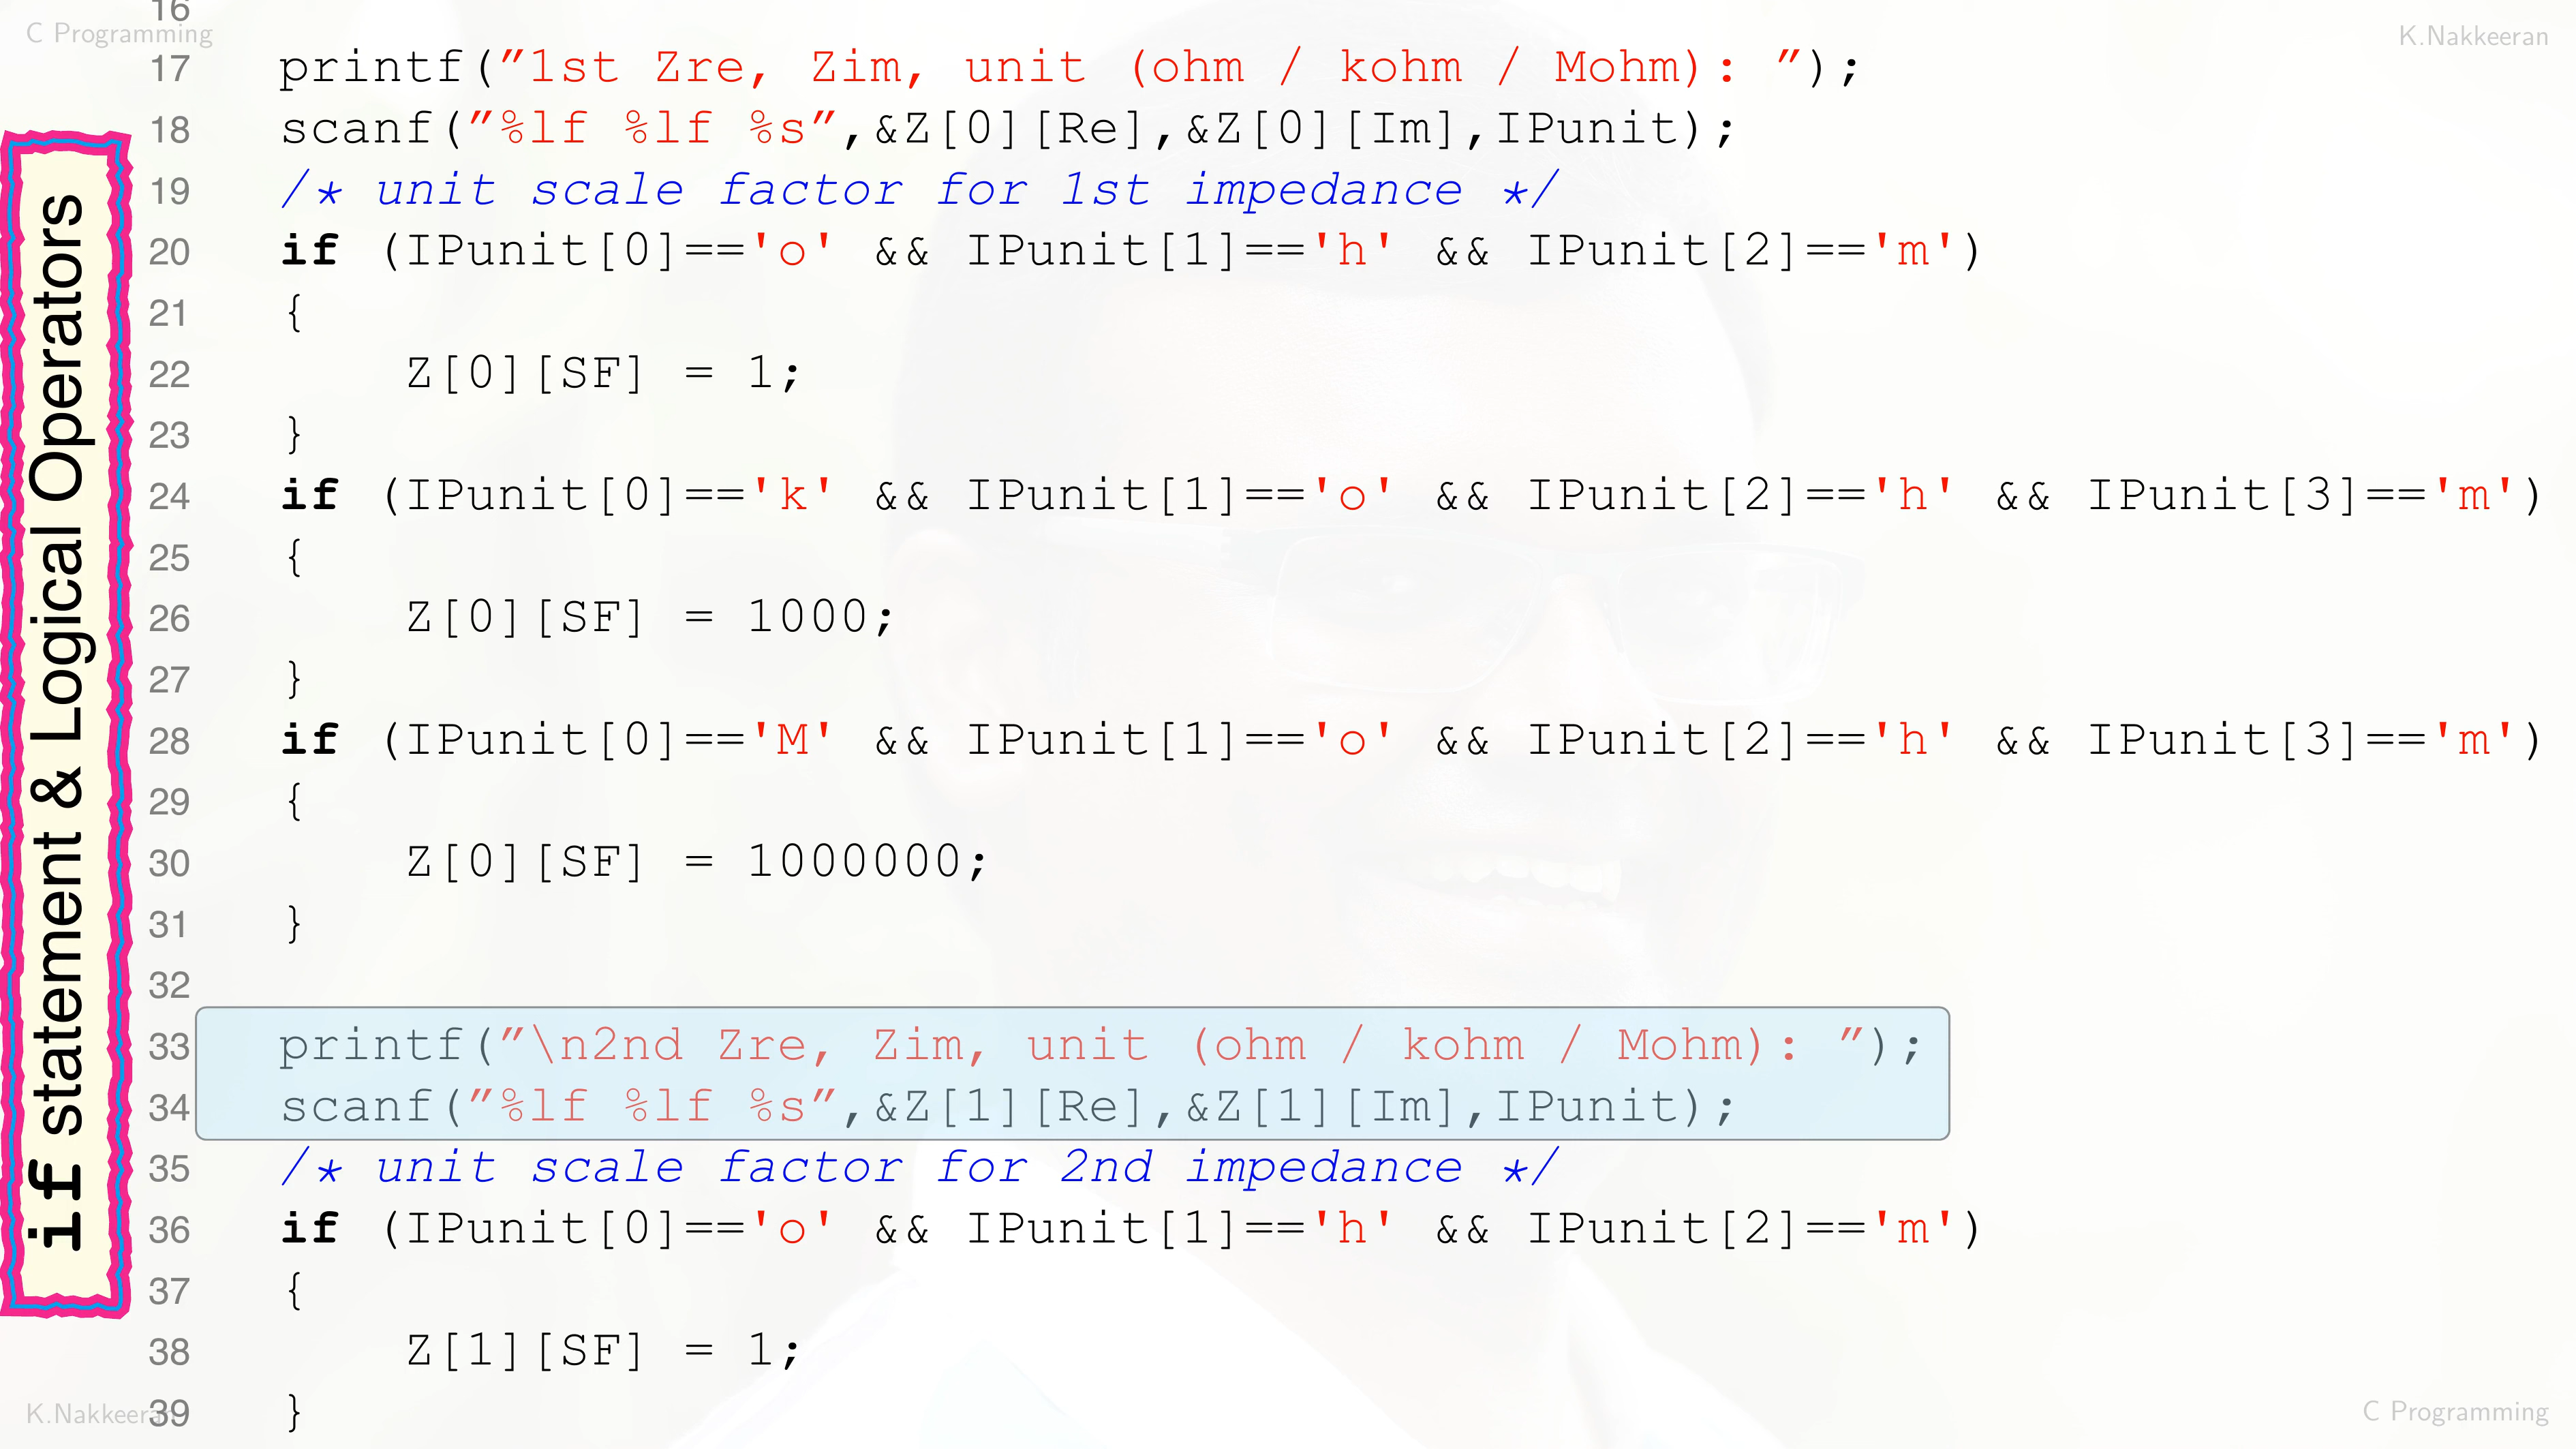 C Programming
K.Nakkeeran
if statement & Logical Operators
16
17 printf("1st Zre, Zim, unit (ohm / kohm / Mohm): ");
18 scanf("%lf %lf %s",&Z[0][Re],&Z[0][Im],IPunit);
19 /* unit scale factor for 1st impedance */
20 if (IPunit[0]=='o' && IPunit[1]=='h' && IPunit[2]=='m')
21 {
22 Z[0][SF] = 1;
23 }
24 if (IPunit[0]=='k' && IPunit[1]=='o' && IPunit[2]=='h' && IPunit[3]=='m')
25 {
26 Z[0][SF] = 1000;
27 }
28 if (IPunit[0]=='M' && IPunit[1]=='o' && IPunit[2]=='h' && IPunit[3]=='m')
29 {
30 Z[0][SF] = 1000000;
31 }
32
33 printf("\n2nd Zre, Zim, unit (ohm / kohm / Mohm): ");
34 scanf("%lf %lf %s",&Z[1][Re],&Z[1][Im],IPunit);
35 /* unit scale factor for 2nd impedance */
36 if (IPunit[0]=='o' && IPunit[1]=='h' && IPunit[2]=='m')
37 {
38 Z[1][SF] = 1;
39 }
K.Nakkeeran
C Programming